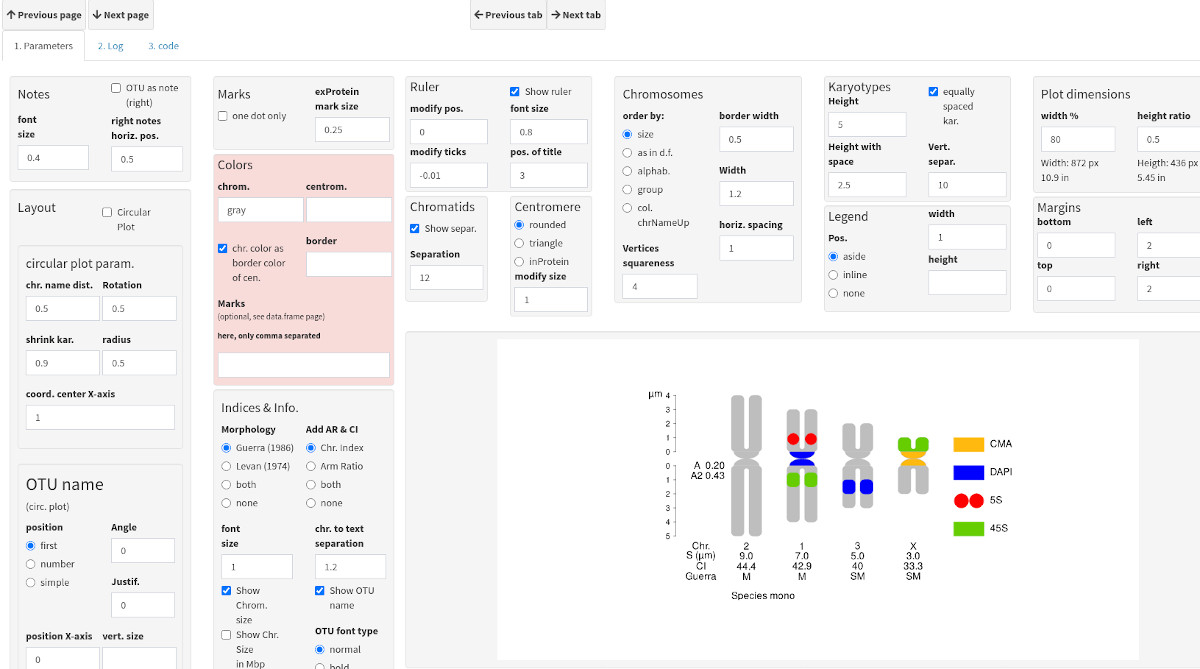 Previous page
Next page
Previous tab
Next tab
1. Parameters
2. Log
3. code
Notes
OTU as note
(right)
font
size
right notes
horiz. pos.
0.4
0.5
Layout
Circular
Plot
circular plot param.
chr. name dist.
Rotation
0.5
0.5
shrink kar.
radius
0.9
0.5
coord. center X-axis
1
OTU name
(circ. plot)
position
Angle
first
0
number
simple
Justif.
0
position X-axis
vert. size
0
Marks
exProtein
mark size
one dot only
0.25
Colors
chrom.
centrom.
gray
chr. color as
border color
of cen.
border
Marks
(optional, see data.frame page)
here, only comma separated
Indices & Info.
Morphology
Add AR & CI
Guerra (1986)
Chr. Index
Levan (1974)
Arm Ratio
both
both
none
none
font
size
chr. to text
separation
1
1.2
Show
Chrom.
size
Show OTU
name
Show Chr.
Size
in Mbp
OTU font type
normal
bold
Ruler
Show ruler
modify pos.
font size
0
0.8
modify ticks
pos. of title
-0.01
3
Chromatids
Show separ.
Separation
12
Centromere
rounded
triangle
inProtein
modify size
1
Chromosomes
order by:
border width
size
0.5
as in d.f.
alphab.
Width
group
1.2
col.
chrNameUp
horiz. spacing
1
Vertices
squareness
4
Karyotypes
Height
equally
spaced
kar.
5
Height with
space
Vert.
separ.
2.5
10
Legend
width
Pos.
1
aside
height
inline
none
Plot dimensions
width %
height ratio
80
0.5
Width: 872 px
10.9 in
Heigth: 436 px
5.45 in
Margins
bottom
left
0
2
top
right
0
2
µm
4
3
2
1
0
0
1
2
3
4
5
A 0.20
A2 0.43
Chr. 2 1 3 X
S (µm) 9.0 7.0 5.0 3.0
CI 44.4 42.9 40 33.3
Guerra M M SM SM
Species mono
CMA
DAPI
5S
45S